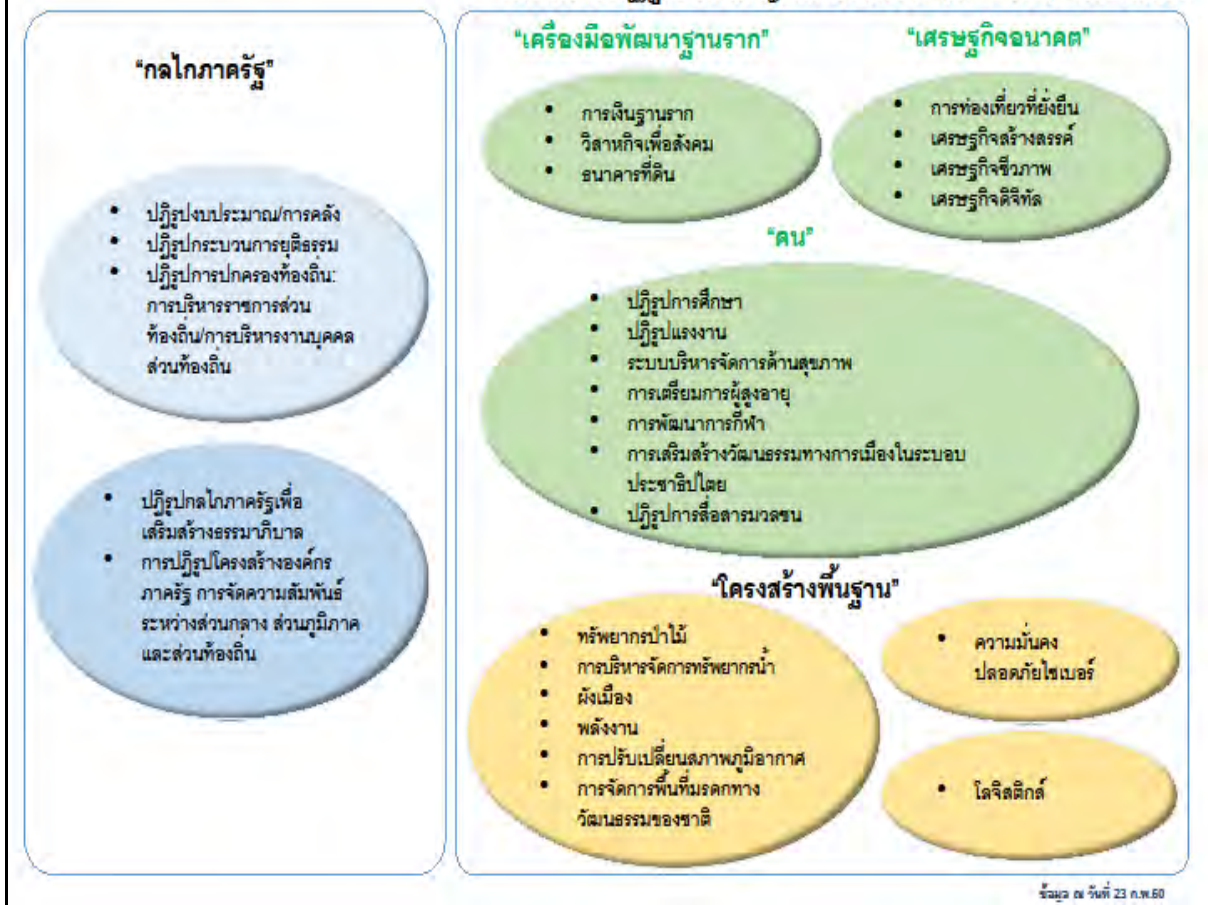 "กลไกภาครัฐ"
• ปฏิรูปงบประมาณ/การคลัง
• ปฏิรูปกระบวนการยุติธรรม
• ปฏิรูปการปกครองท้องถิ่น:
การบริหารราชการส่วน
ท้องถิ่น/การบริหารงานบุคคล
ส่วนท้องถิ่น
• ปฏิรูปกลไกภาครัฐเพื่อ
เสริมสร้างธรรมาภิบาล
• การปฏิรูปโครงสร้างองค์กร
ภาครัฐ การจัดความสัมพันธ์
ระหว่างส่วนกลาง ส่วนภูมิภาค
และส่วนท้องถิ่น
"เครื่องมือพัฒนาฐานราก"
• การเงินฐานราก
• วิสาหกิจเพื่อสังคม
• ธนาคารที่ดิน
"เศรษฐกิจอนาคต"
• การท่องเที่ยวที่ยั่งยืน
• เศรษฐกิจสร้างสรรค์
• เศรษฐกิจชีวภาพ
• เศรษฐกิจดิจิทัล
"คน"
• ปฏิรูปการศึกษา
• ปฏิรูปแรงงาน
• ระบบบริหารจัดการด้านสุขภาพ
• การเตรียมการผู้สูงอายุ
• การพัฒนาการกีฬา
• การเสริมสร้างวัฒนธรรมทางการเมืองในระบอบ
ประชาธิปไตย
• ปฏิรูปการสื่อสารมวลชน
"โครงสร้างพื้นฐาน"
• ทรัพยากรป่าไม้
• การบริหารจัดการทรัพยากรน้ำ
• ผังเมือง
• พลังงาน
• การปรับเปลี่ยนสภาพภูมิอากาศ
• การจัดการพื้นที่มรดกทาง
วัฒนธรรมของชาติ
• ความมั่นคง
ปลอดภัยไซเบอร์
• โลจิสติกส์
ข้อมูล ณ วันที่ 23 ก.พ.60